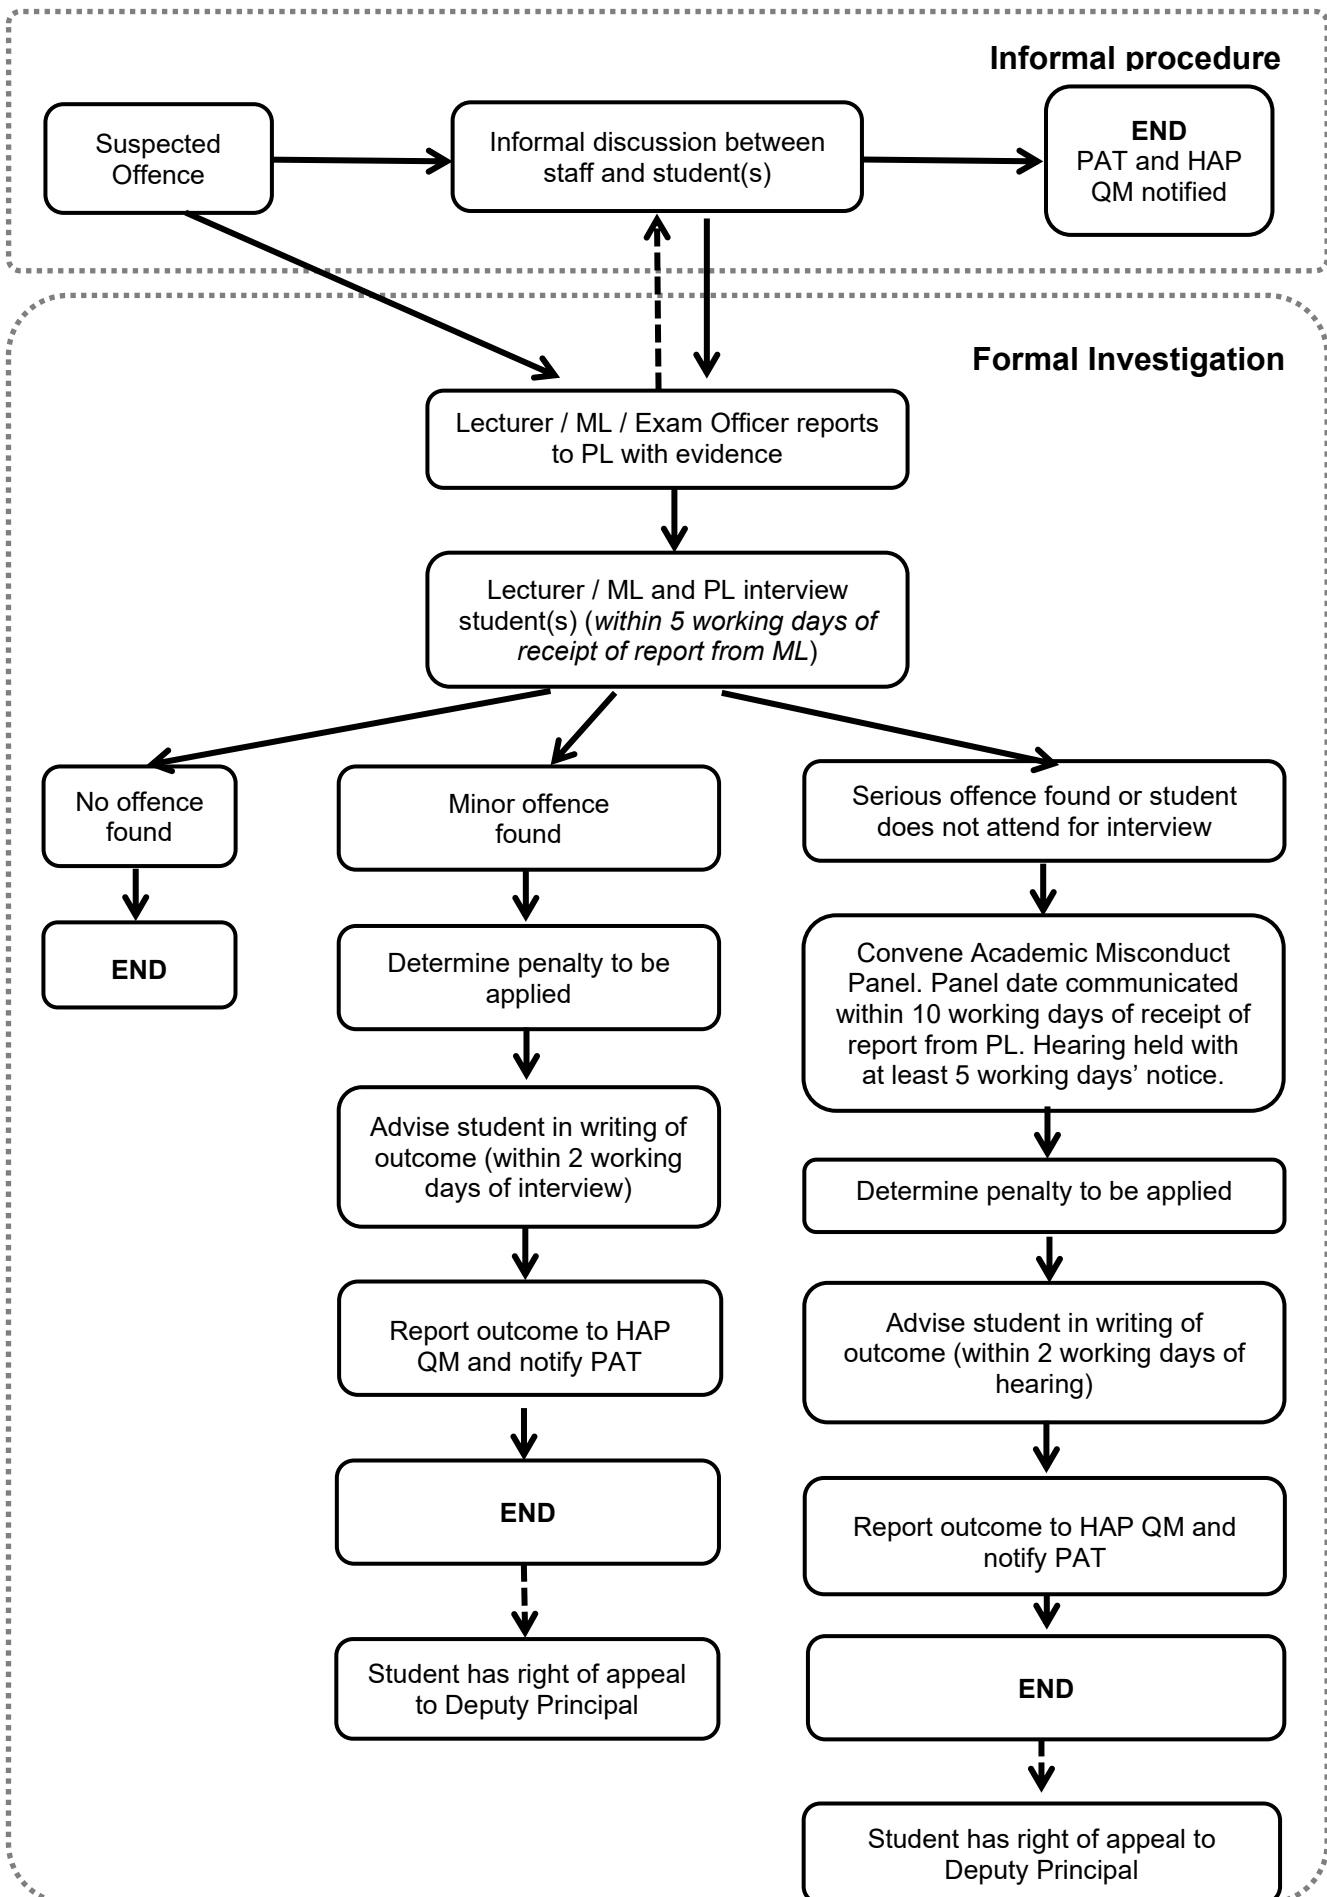 Informal procedure
Suspected
Offence
Informal discussion between
staff and student(s)
END
PAT and HAP
QM notified
Formal Investigation
Lecturer / ML / Exam Officer reports
to PL with evidence
Lecturer / ML and PL interview
student(s) (within 5 working days of
receipt of report from ML)
No offence
found
END
Minor offence
found
Determine penalty to be
applied
Advise student in writing of
outcome (within 2 working
days of interview)
Report outcome to HAP
QM and notify PAT
END
Student has right of appeal
to Deputy Principal
Serious offence found or student
does not attend for interview
Convene Academic Misconduct
Panel. Panel date communicated
within 10 working days of receipt of
report from PL. Hearing held with
at least 5 working days’ notice.
Determine penalty to be applied
Advise student in writing of
outcome (within 2 working days of
hearing)
Report outcome to HAP QM and
notify PAT
END
Student has right of appeal to
Deputy Principal